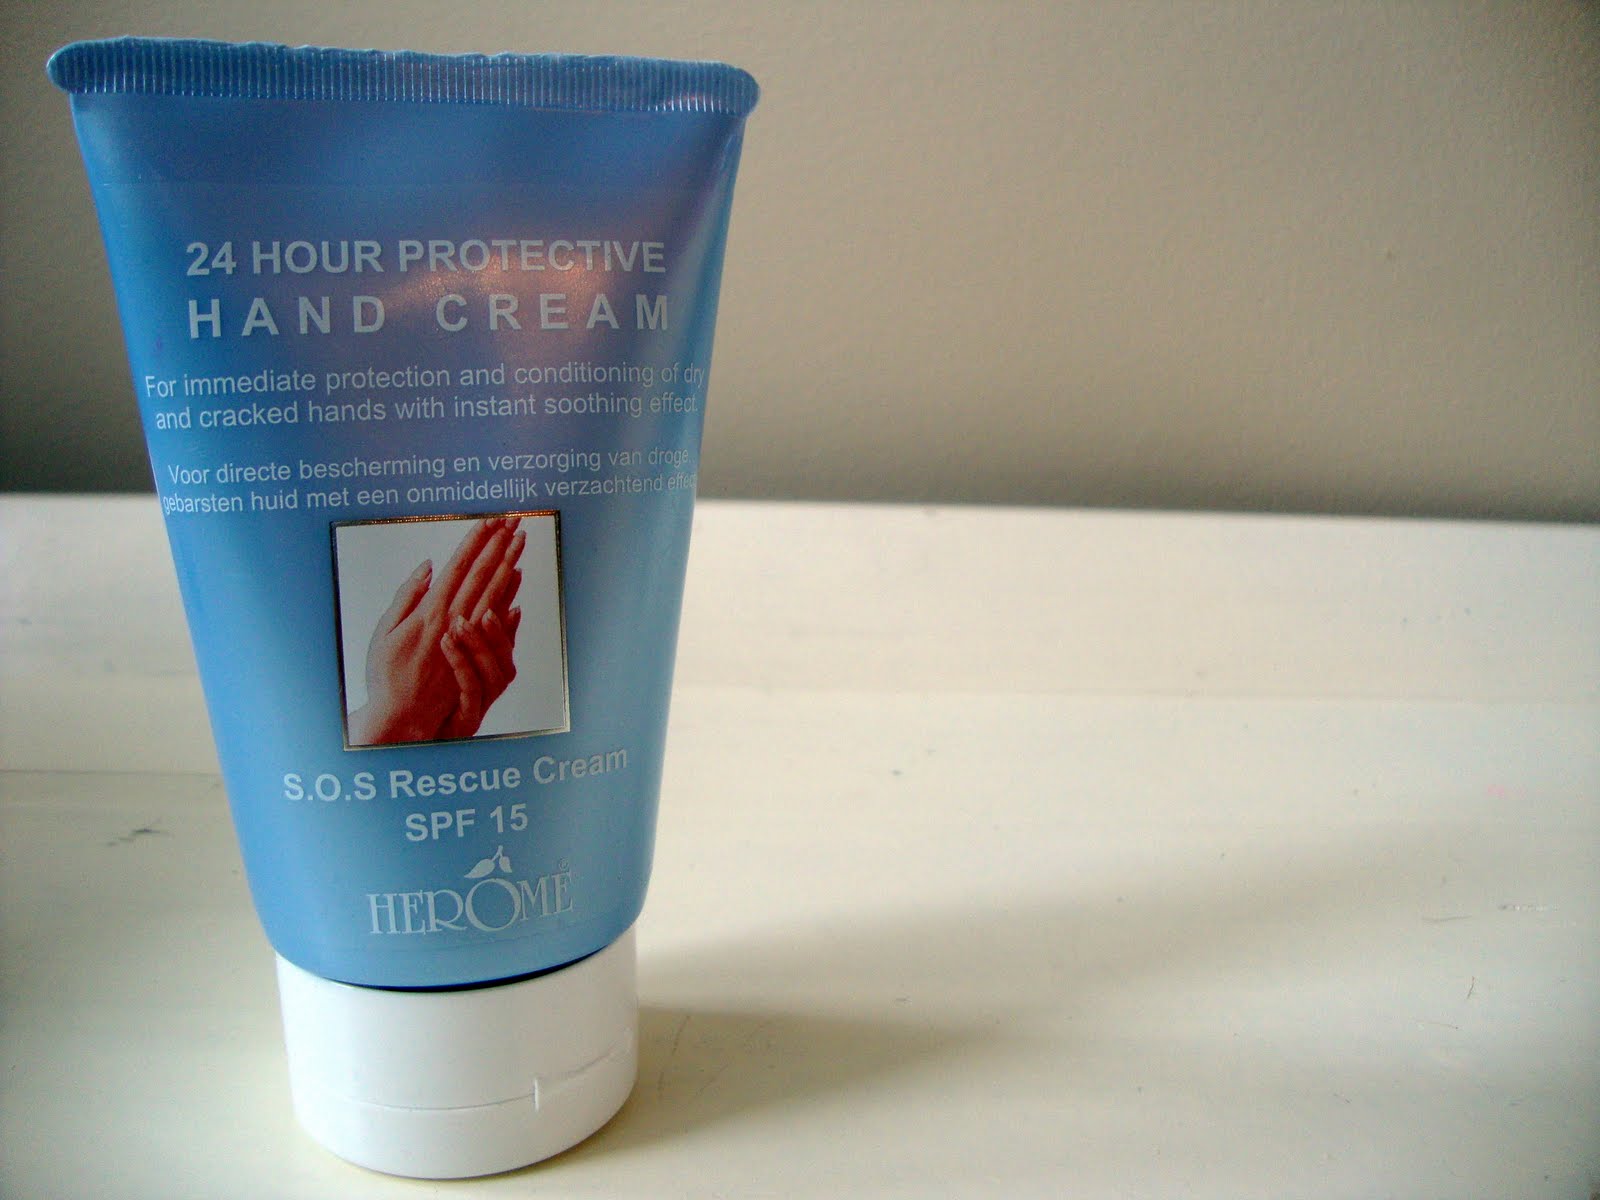 24 HOUR PROTECTIVE
HAND CREAM
For immediate protection and conditioning of dry
and cracked hands with instant soothing effect.
Voor directe bescherming en verzorging van droge,
gebarsten huid met een onmiddellijk verzachtend effect
S.O.S Rescue Cream
SPF 15
HERÔME®